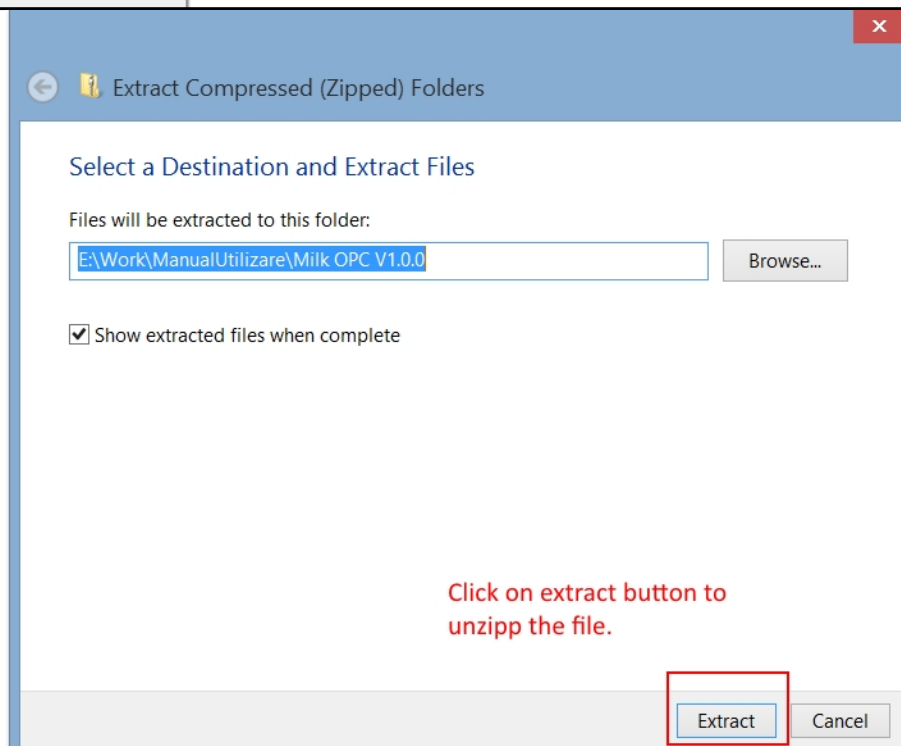 Extract Compressed (Zipped) Folders
Select a Destination and Extract Files
Files will be extracted to this folder:
E:\Work\ManualUtilizare\Milk OPC V1.0.0
Browse...
Show extracted files when complete
Click on extract button to
unzipp the file.
Extract
Cancel